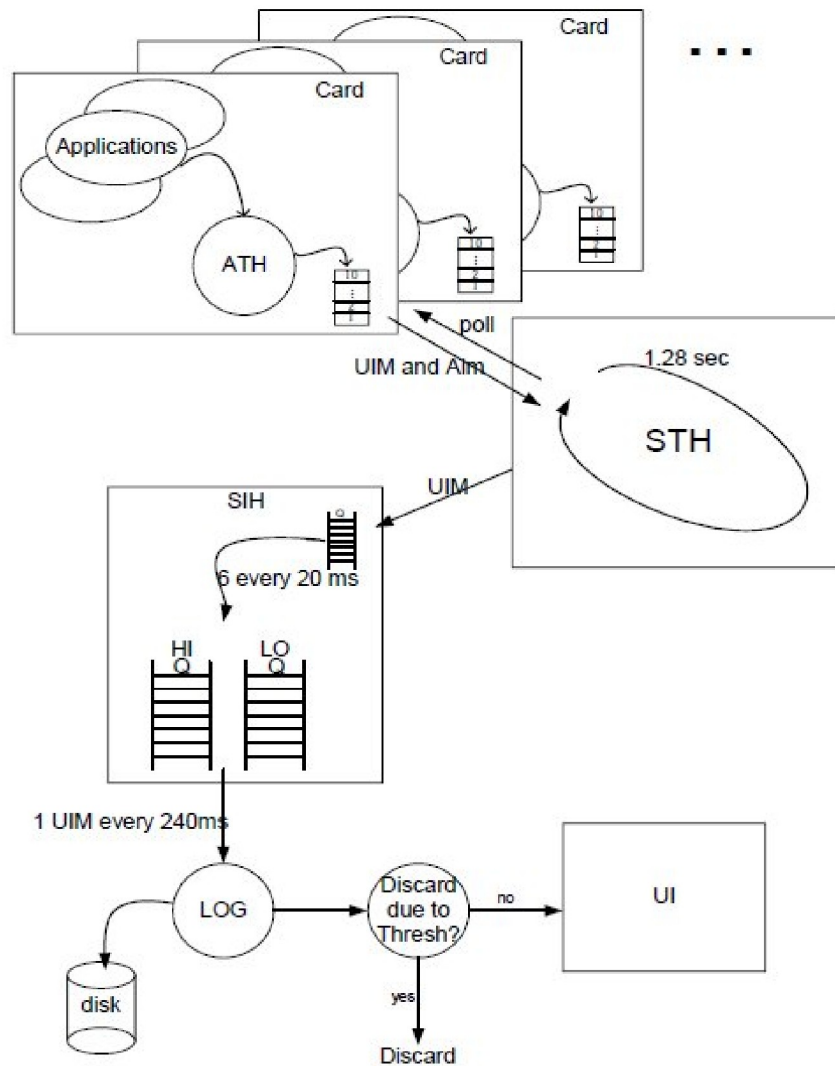 Card
Card
Card
...
Applications
ATH
10
⋮
2
1
10
⋮
2
1
10
⋮
2
1
poll
UIM and Alm
1.28 sec
STH
UIM
SIH
Q
6 every 20 ms
HI
Q
LO
Q
1 UIM every 240ms
LOG
disk
Discard
due to
Thresh?
no
UI
yes
Discard